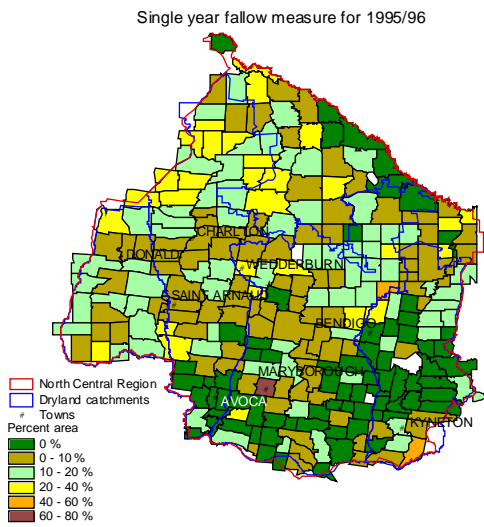 Single year fallow measure for 1995/96
CHARLTON
DONALD
WEDDERBURN
SAINT ARNAUD
BENDIGO
MARYBOROUGH
AVOCA
KYNETON
North Central Region
Dryland catchments
Towns
Percent area
0 %
0 - 10 %
10 - 20 %
20 - 40 %
40 - 60 %
60 - 80 %